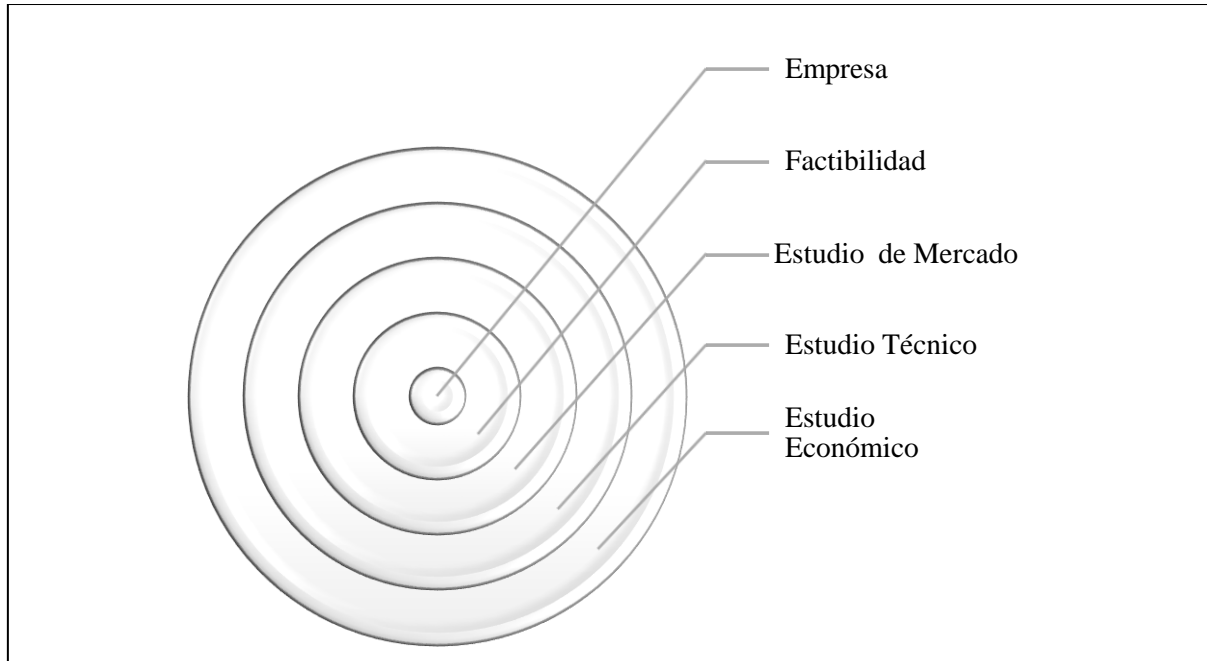 Empresa
Factibilidad
Estudio de Mercado
Estudio Técnico
Estudio
Económico